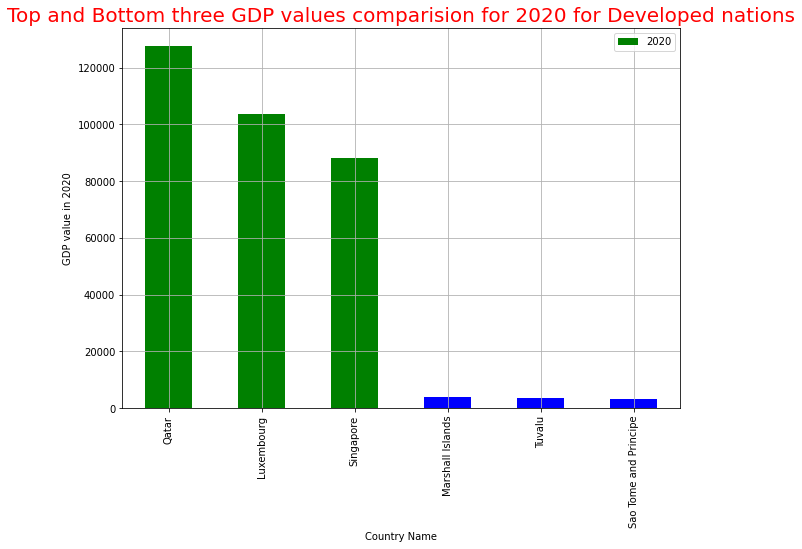 Top and Bottom three GDP values comparision for 2020 for Developed nations
2020
120000
100000
80000
60000
40000
20000
0
GDP value in 2020
Qatar
Luxembourg
Singapore
Marshall Islands
Tuvalu
Sao Tome and Principe
Country Name